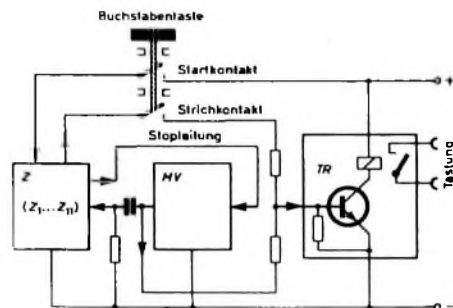 Buchstabentaste
Startkontakt
+
Strichkontakt
Stopleitung
Z
(Z₁...Z₁₁)
MV
TR
Tastung
−